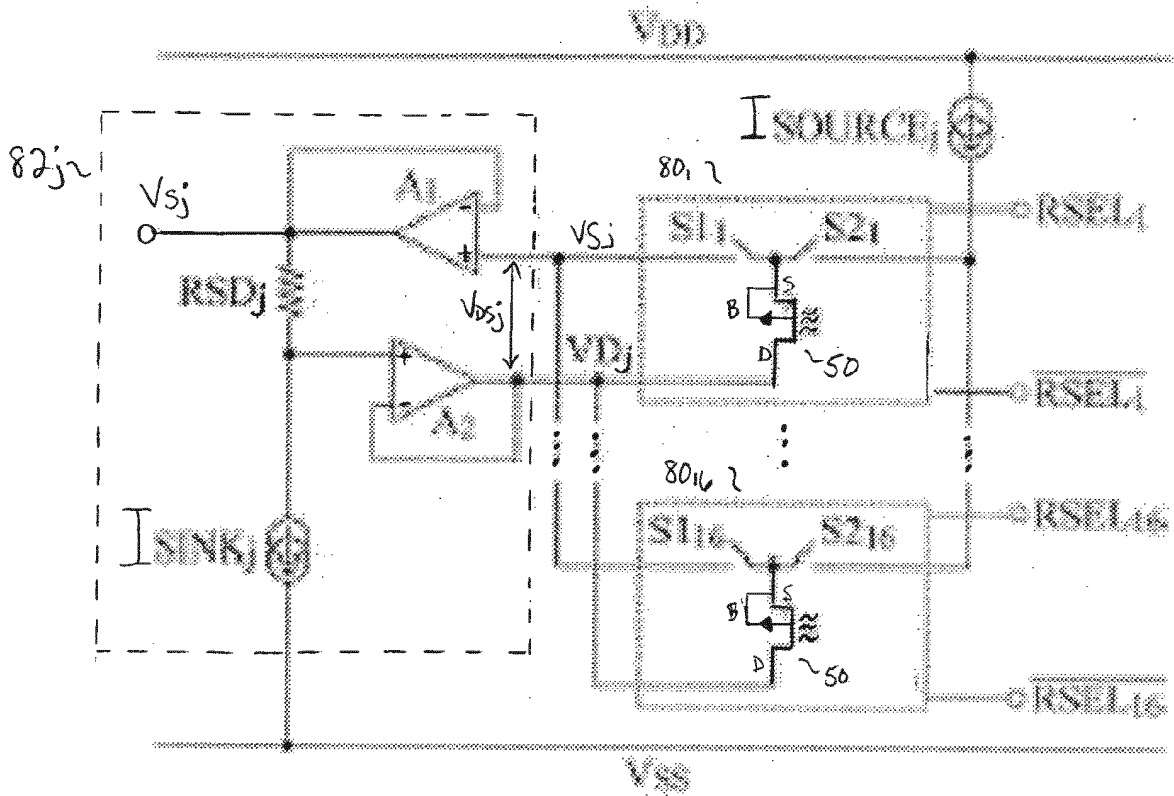 VDD
ISOURCEj
82j
80₁
VSj
A1
VSj
S1₁
S2₁
RSEL₁
RSDj
VDSj
S
B
D
50
VDj
A2
RSEL₁
80₁₆
RSEL₁₆
S1₁₆
S2₁₆
ISINKj
S
B
D
50
RSEL₁₆
VSS